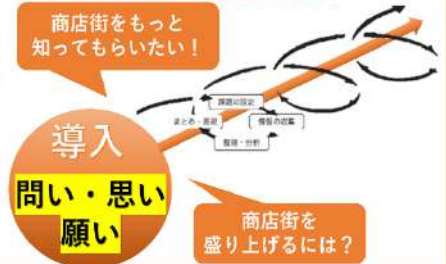 商店街をもっと
知ってもらいたい！
課題の設定
まとめ・表現
情報の収集
整理・分析
導入
問い・思い
願い
商店街を
盛り上げるには？